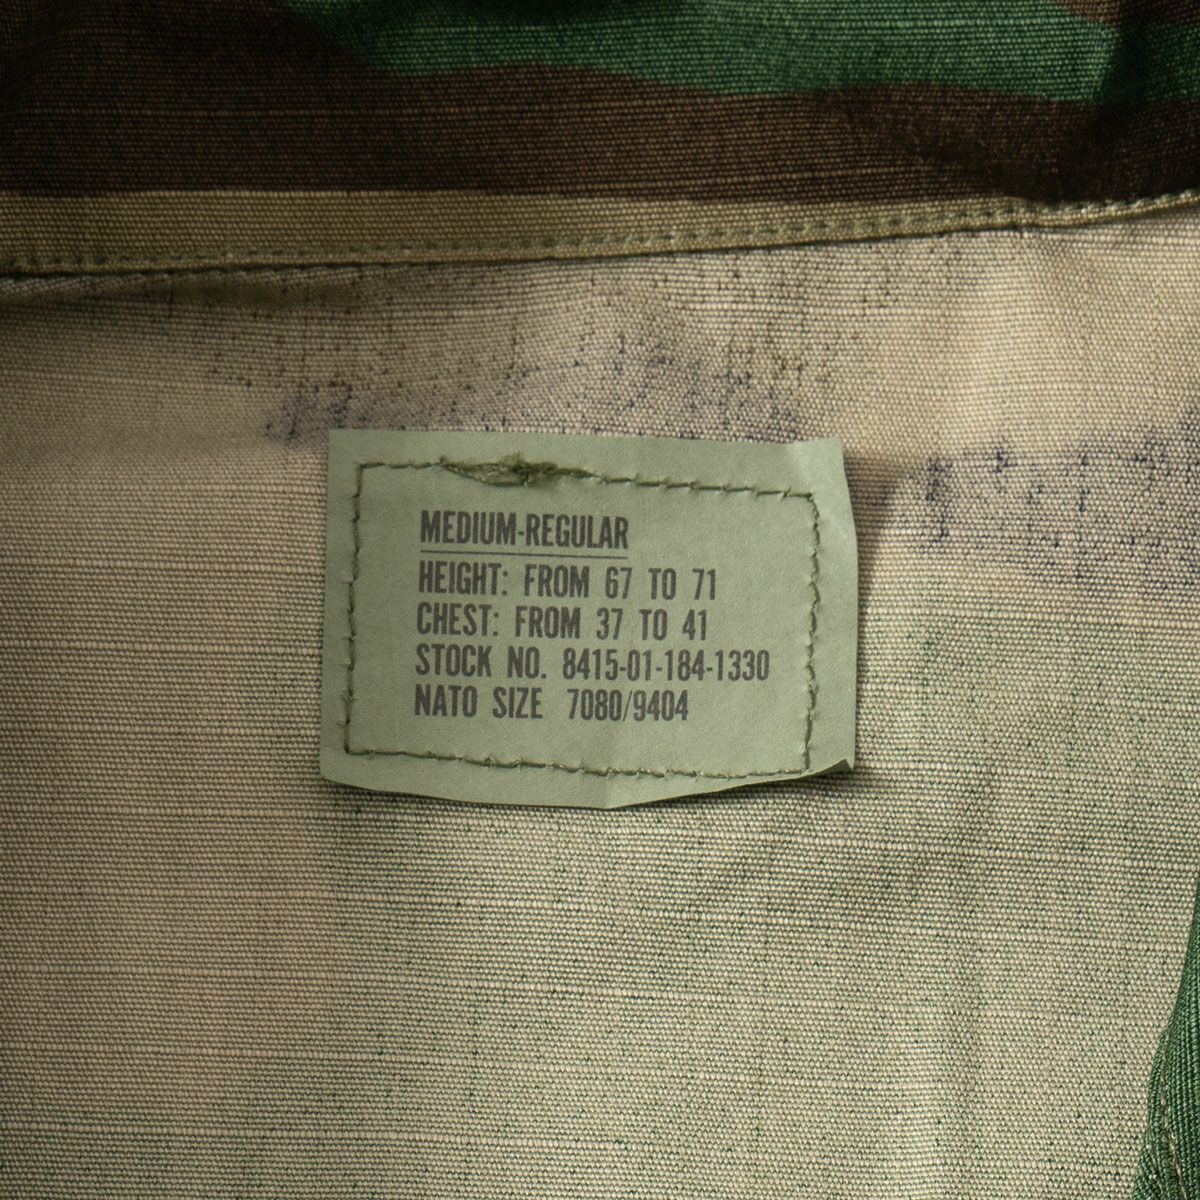 MEDIUM-REGULAR
HEIGHT: FROM 67 TO 71
CHEST: FROM 37 TO 41
STOCK NO. 8415-01-184-1330
NATO SIZE 7080/9404